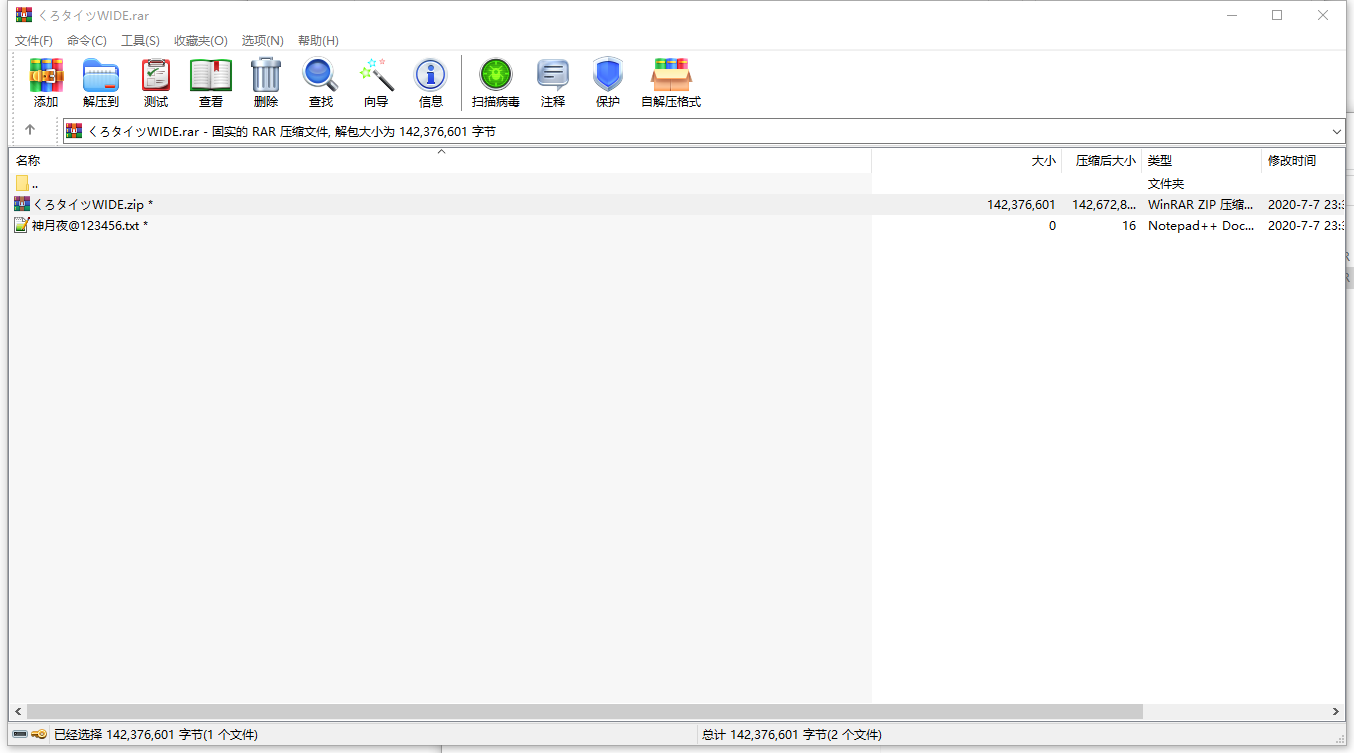 くろタイツWIDE.rar
文件(F) 命令(C) 工具(S) 收藏夹(O) 选项(N) 帮助(H)
添加 解压到 测试 查看 删除 查找 向导 信息 扫描病毒 注释 保护 自解压格式
くろタイツWIDE.rar - 固实的 RAR 压缩文件, 解包大小为 142,376,601 字节
名称 大小 压缩后大小 类型 修改时间
.. 文件夹
くろタイツWIDE.zip * 142,376,601 142,672,8... WinRAR ZIP 压缩... 2020-7-7 23:
神月夜@123456.txt * 0 16 Notepad++ Doc... 2020-7-7 23:
已经选择 142,376,601 字节(1 个文件) 总计 142,376,601 字节(2 个文件)